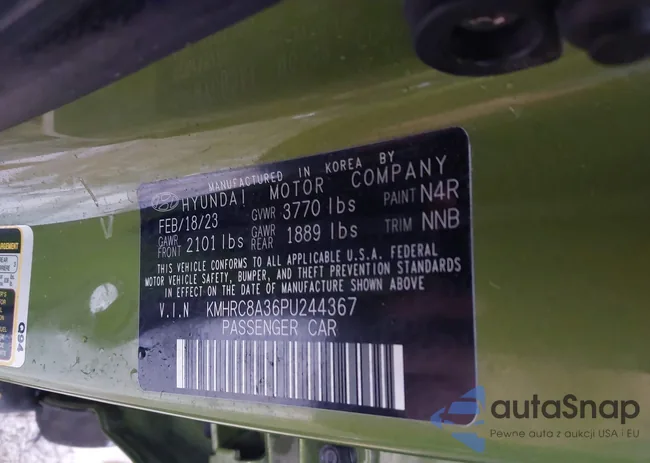 MANUFACTURED IN KOREA BY
HYUNDAI MOTOR COMPANY
FEB/18/23 GVWR 3770 lbs PAINT N4R
GAWR FRONT 2101 lbs GAWR REAR 1889 lbs TRIM NNB
THIS VEHICLE CONFORMS TO ALL APPLICABLE U.S.A. FEDERAL
MOTOR VEHICLE SAFETY, BUMPER, AND THEFT PREVENTION STANDARDS
IN EFFECT ON THE DATE OF MANUFACTURE SHOWN ABOVE
V.I.N KMHRC8A36PU244367
PASSENGER CAR
Q94
autaSnap
Pewne auta z aukcji USA i EU